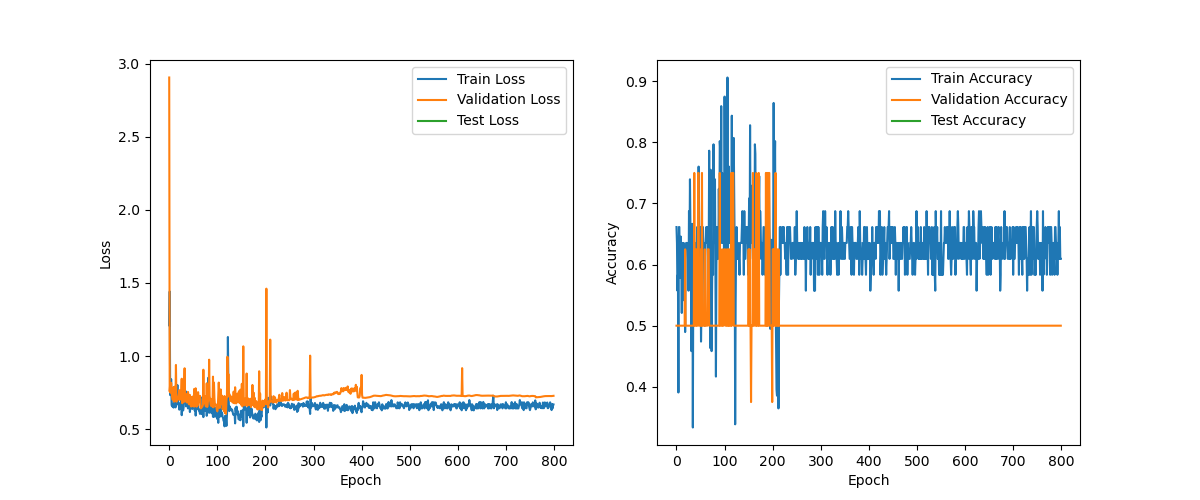 3.0
2.5
2.0
1.5
1.0
0.5
Loss
0 100 200 300 400 500 600 700 800
Epoch
Train Loss
Validation Loss
Test Loss
0.9
0.8
0.7
0.6
0.5
0.4
Accuracy
0 100 200 300 400 500 600 700 800
Epoch
Train Accuracy
Validation Accuracy
Test Accuracy